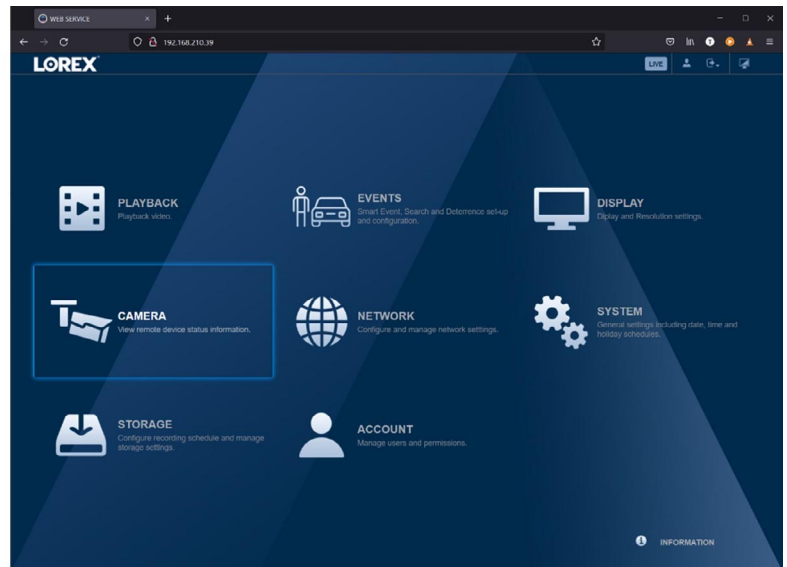 WEB SERVICE
192.168.210.39
LOREX
LIVE
PLAYBACK
Playback video.
EVENTS
Smart Event, Search and Deterrence set-up
and configuration.
DISPLAY
Diplay and Resolution settings.
CAMERA
View remote device status information.
NETWORK
Configure and manage network settings.
SYSTEM
General settings including date, time and
holiday schedules.
STORAGE
Configure recording schedule and manage
storage settings.
ACCOUNT
Manage users and permissions.
INFORMATION